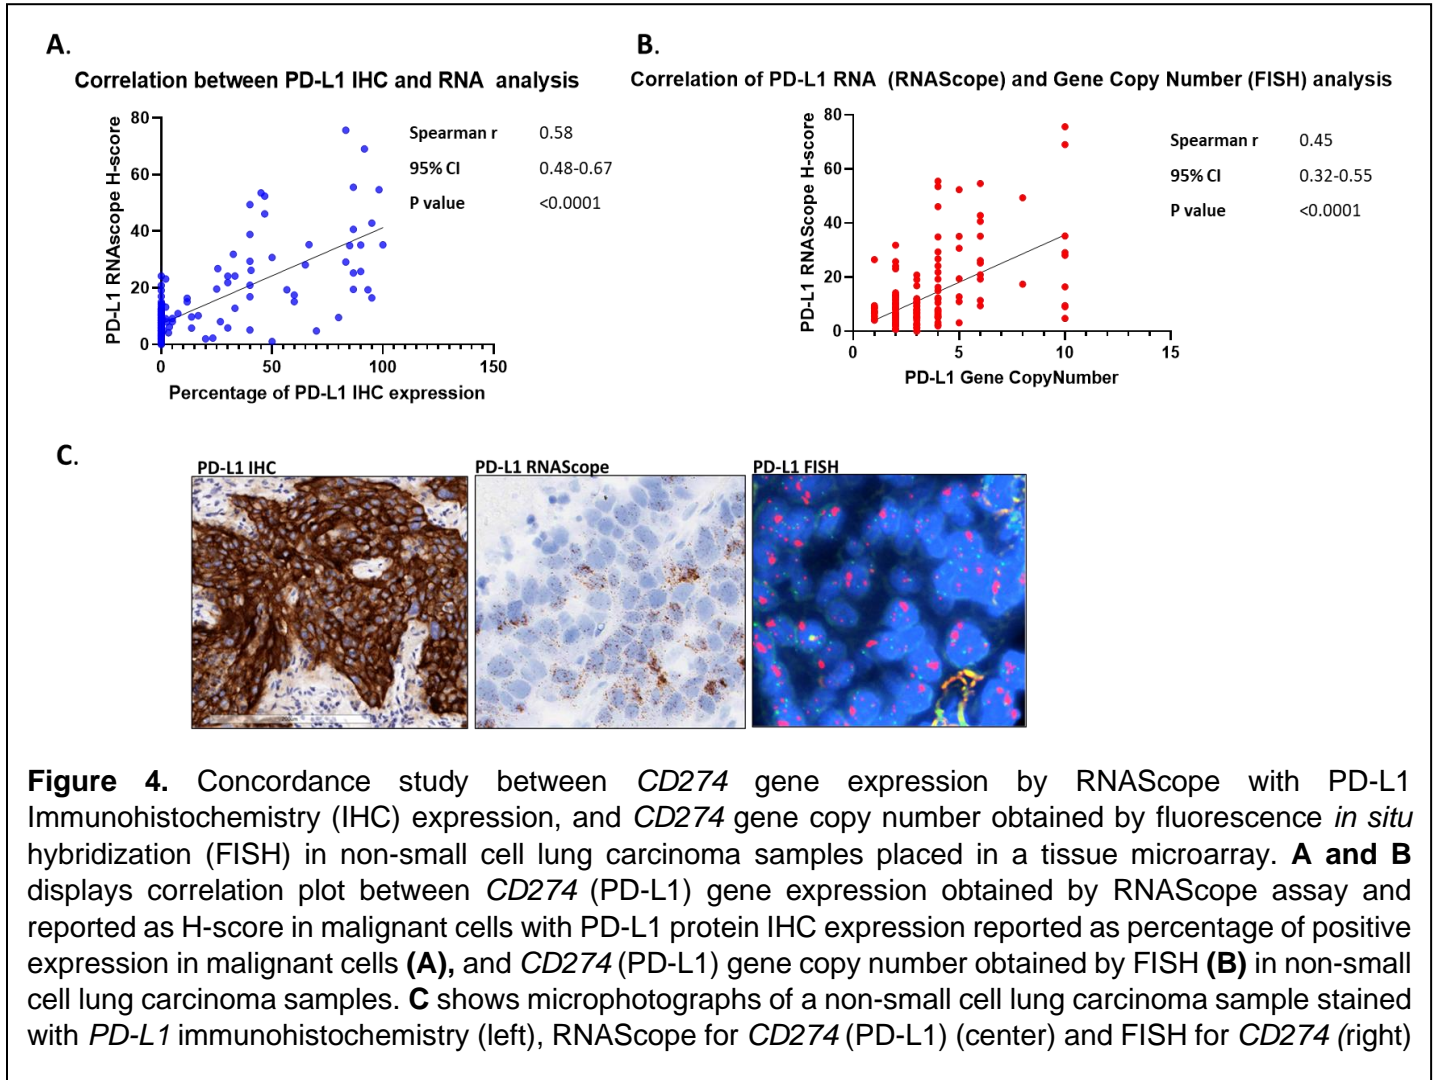 A.
Correlation between PD-L1 IHC and RNA analysis
80
60
40
20
0
PD-L1 RNAscope H-score
0 50 100 150
Percentage of PD-L1 IHC expression
Spearman r 0.58
95% CI 0.48-0.67
P value <0.0001
B.
Correlation of PD-L1 RNA (RNAScope) and Gene Copy Number (FISH) analysis
80
60
40
20
0
PD-L1 RNAScope H-score
0 5 10 15
PD-L1 Gene CopyNumber
Spearman r 0.45
95% CI 0.32-0.55
P value <0.0001
C.
PD-L1 IHC
PD-L1 RNAScope
PD-L1 FISH
Figure 4. Concordance study between CD274 gene expression by RNAScope with PD-L1
Immunohistochemistry (IHC) expression, and CD274 gene copy number obtained by fluorescence in situ
hybridization (FISH) in non-small cell lung carcinoma samples placed in a tissue microarray. A and B
displays correlation plot between CD274 (PD-L1) gene expression obtained by RNAScope assay and
reported as H-score in malignant cells with PD-L1 protein IHC expression reported as percentage of positive
expression in malignant cells (A), and CD274 (PD-L1) gene copy number obtained by FISH (B) in non-small
cell lung carcinoma samples. C shows microphotographs of a non-small cell lung carcinoma sample stained
with PD-L1 immunohistochemistry (left), RNAScope for CD274 (PD-L1) (center) and FISH for CD274 (right)